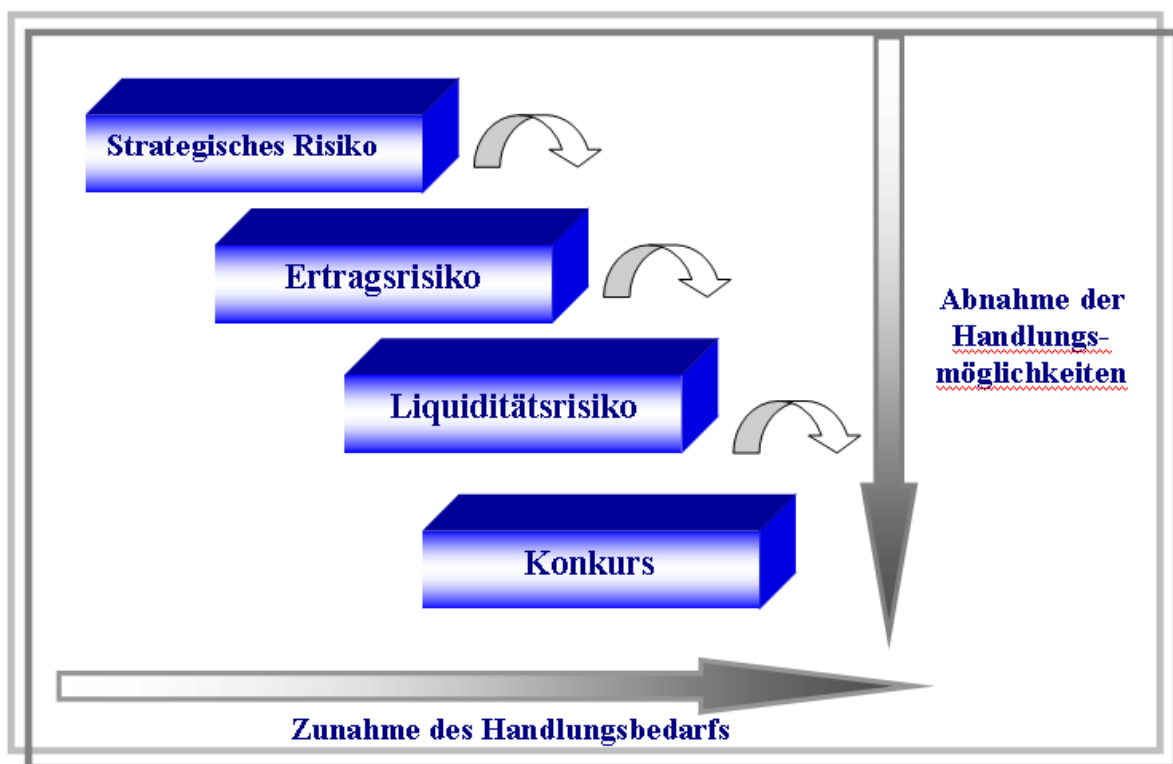 Strategisches Risiko
Ertragsrisiko
Liquiditätsrisiko
Konkurs
Abnahme der
Handlungs-
möglichkeiten
Zunahme des Handlungsbedarfs